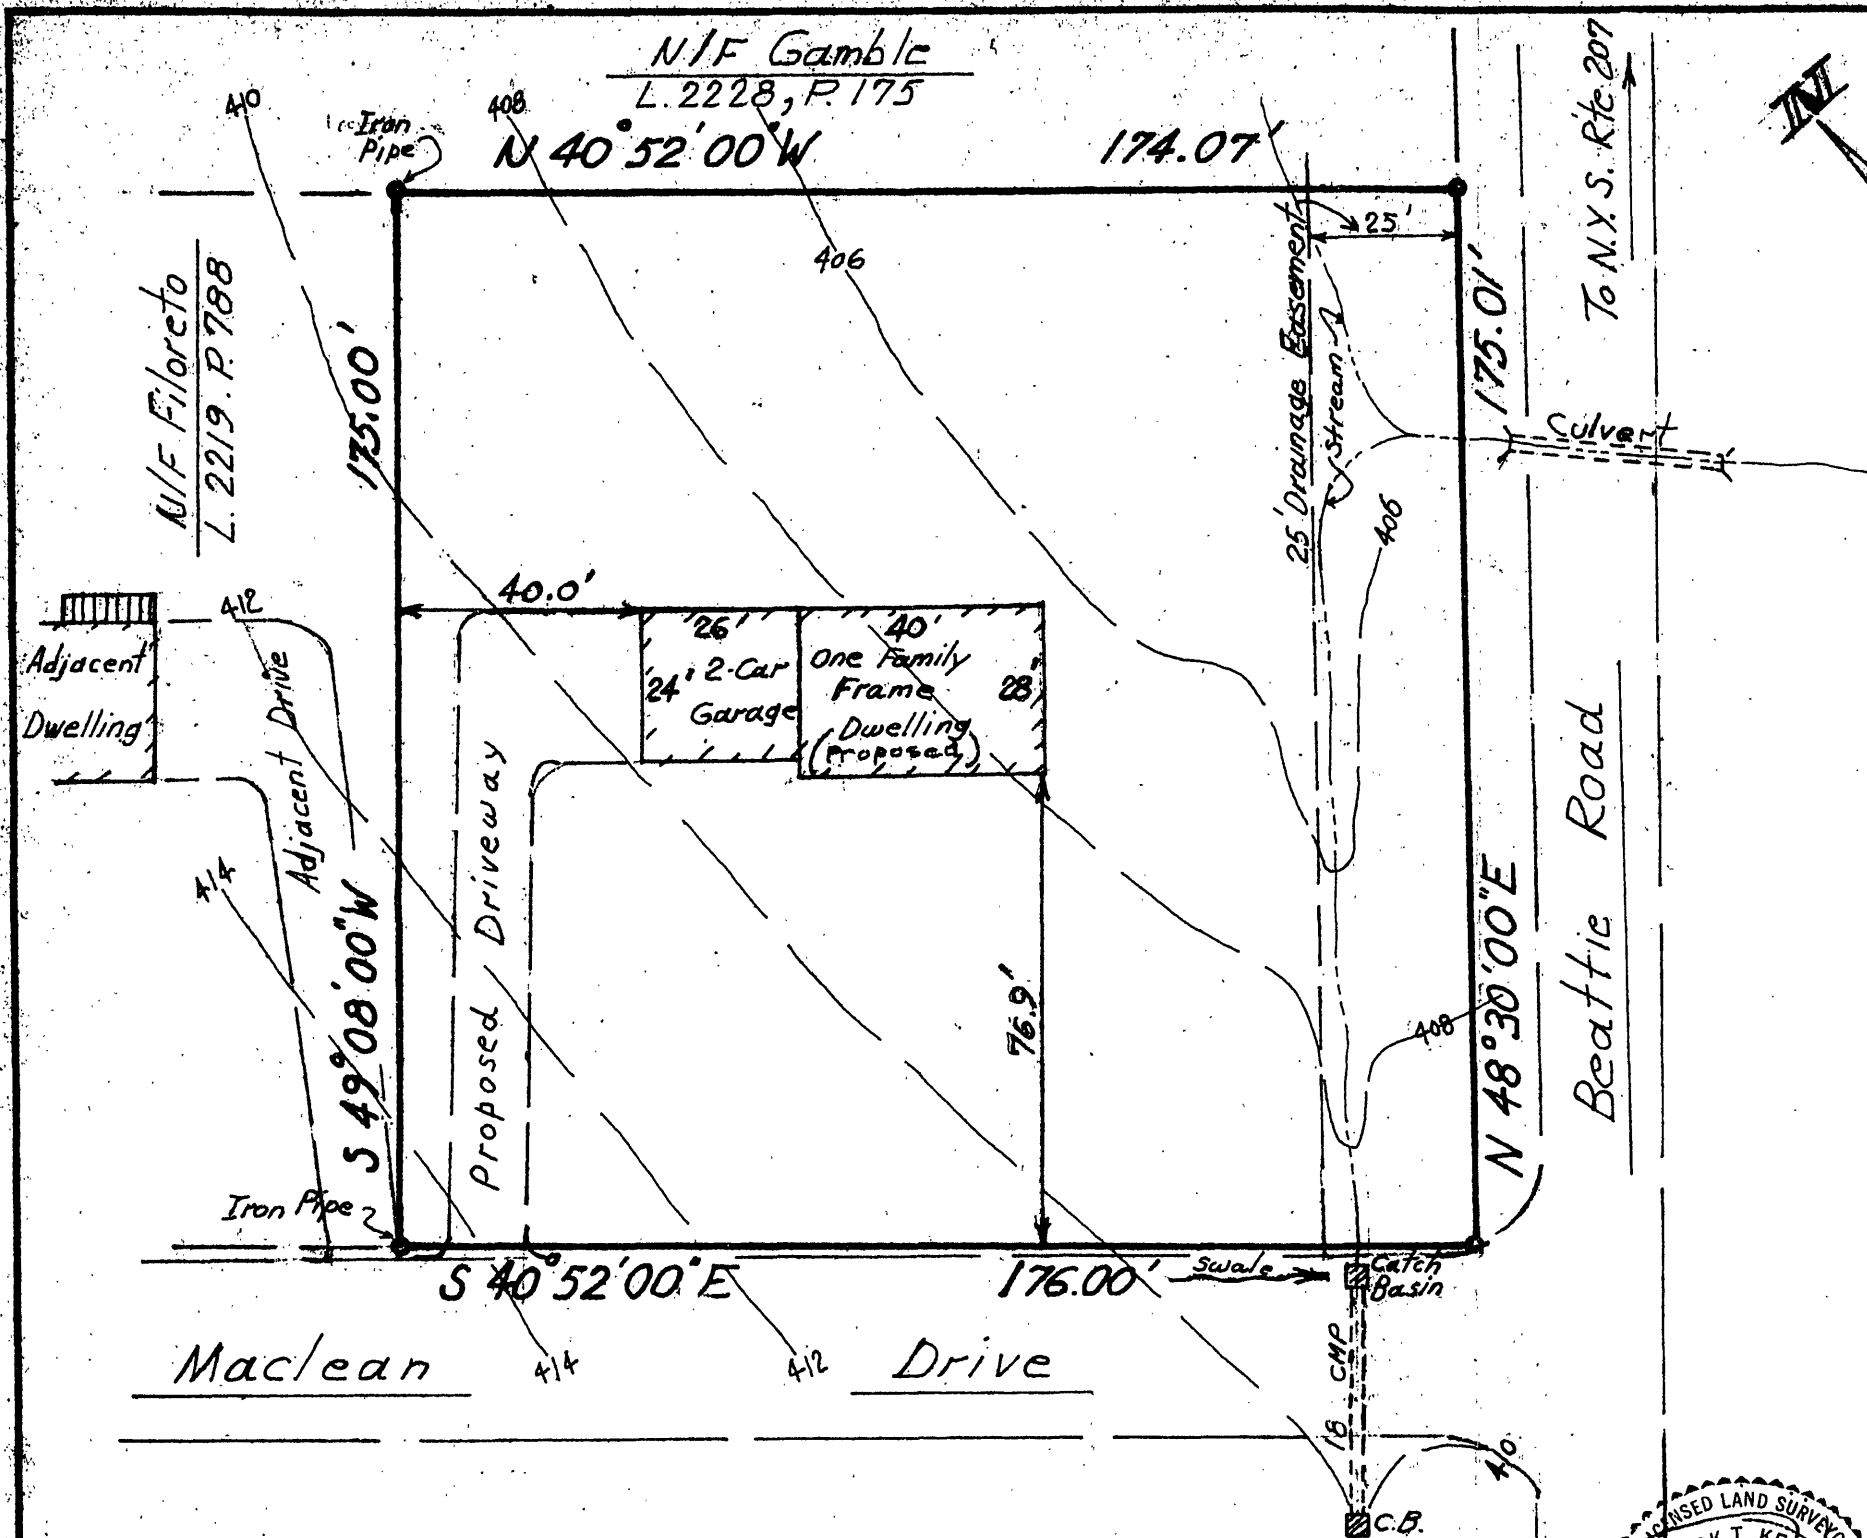 N/F Gamble
L. 2228, P. 175
410
408
Iron
Pipe
N 40° 52' 00" W
174.07'
To N.Y.S. Rte. 207
N
406
25'
25' Drainage Easement
stream
175.01'
N/F Filoreto
L. 2219. P. 788
175.00'
Culvert
406
412
40.0'
26'
40'
24'
2-Car
Garage
One Family
Frame
Dwelling
(Proposed)
28'
Adjacent
Dwelling
Adjacent Drive
414
Proposed Driveway
76.9'
408
S 49° 08' 00" W
N 48° 30' 00" E
Beattie Road
Iron Pipe
S 40° 52' 00" E
176.00'
Swale
Catch
Basin
Maclean Drive
414
412
18 CMP
410
C.B.
LAND SURVEYO